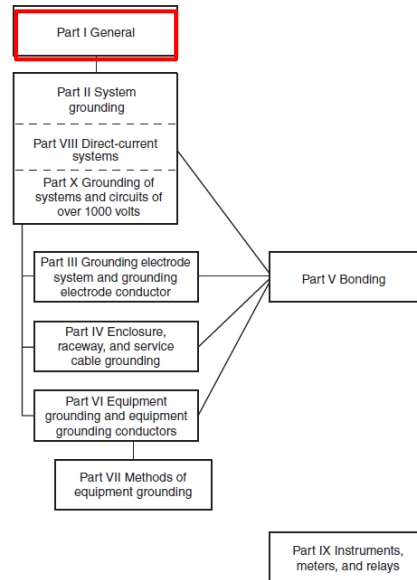 Part I General
Part II System
grounding
Part VIII Direct-current
systems
Part X Grounding of
systems and circuits of
over 1000 volts
Part III Grounding electrode
system and grounding
electrode conductor
Part V Bonding
Part IV Enclosure,
raceway, and service
cable grounding
Part VI Equipment
grounding and equipment
grounding conductors
Part VII Methods of
equipment grounding
Part IX Instruments,
meters, and relays